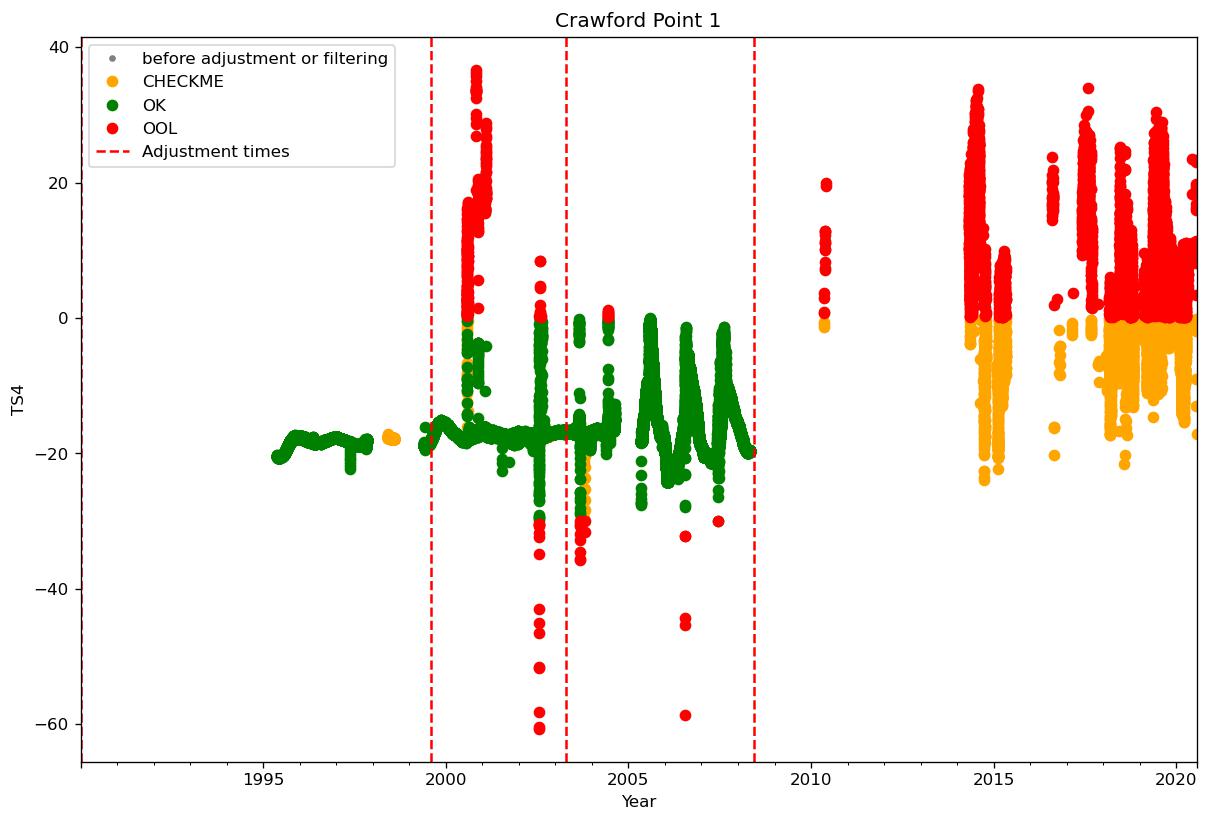 Crawford Point 1
before adjustment or filtering
CHECKME
OK
OOL
Adjustment times
40
20
0
−20
−40
−60
TS4
1995
2000
2005
2010
2015
2020
Year